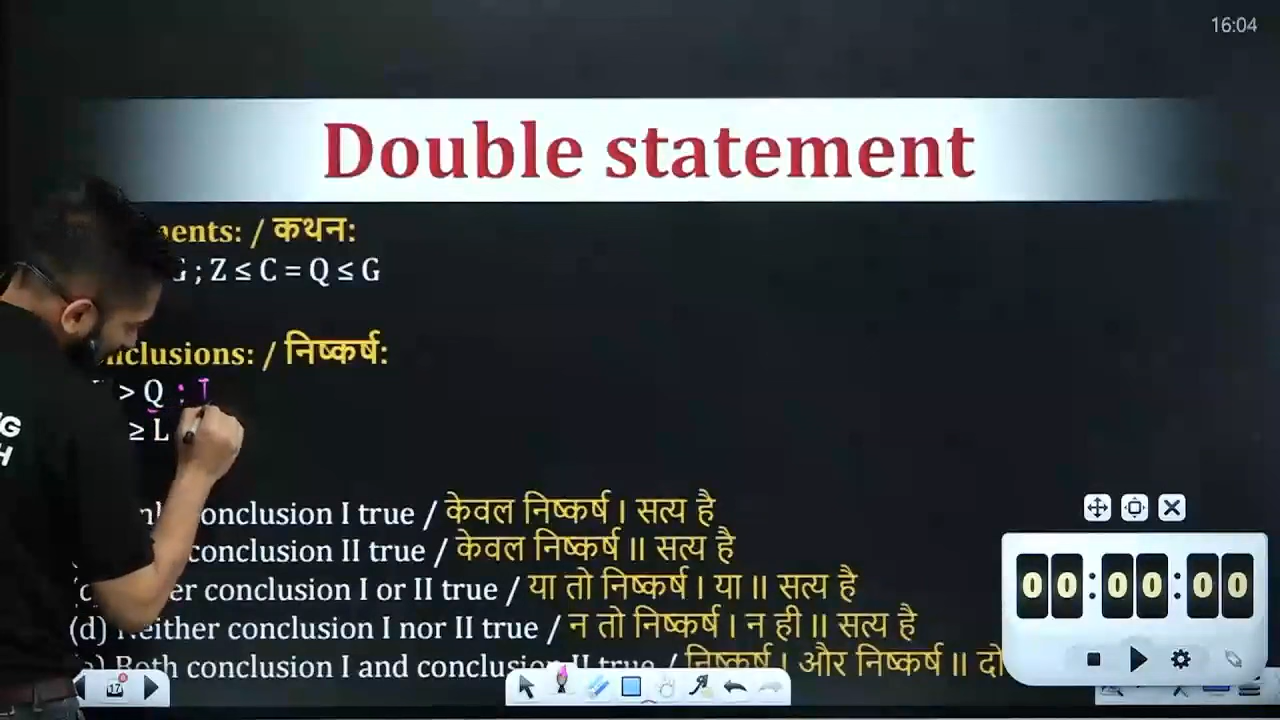 16:04
Double statement
ments: / कथन:
G ; Z ≤ C = Q ≤ G
nclusions: / निष्कर्ष:
> Q : T
≥ L
conclusion I true / केवल निष्कर्ष I सत्य है
conclusion II true / केवल निष्कर्ष II सत्य है
er conclusion I or II true / या तो निष्कर्ष I या II सत्य है
(d) Neither conclusion I nor II true / न तो निष्कर्ष I न ही II सत्य है
Both conclusion I and conclusion II true / निष्कर्ष I और निष्कर्ष II दो
00:00:00
17